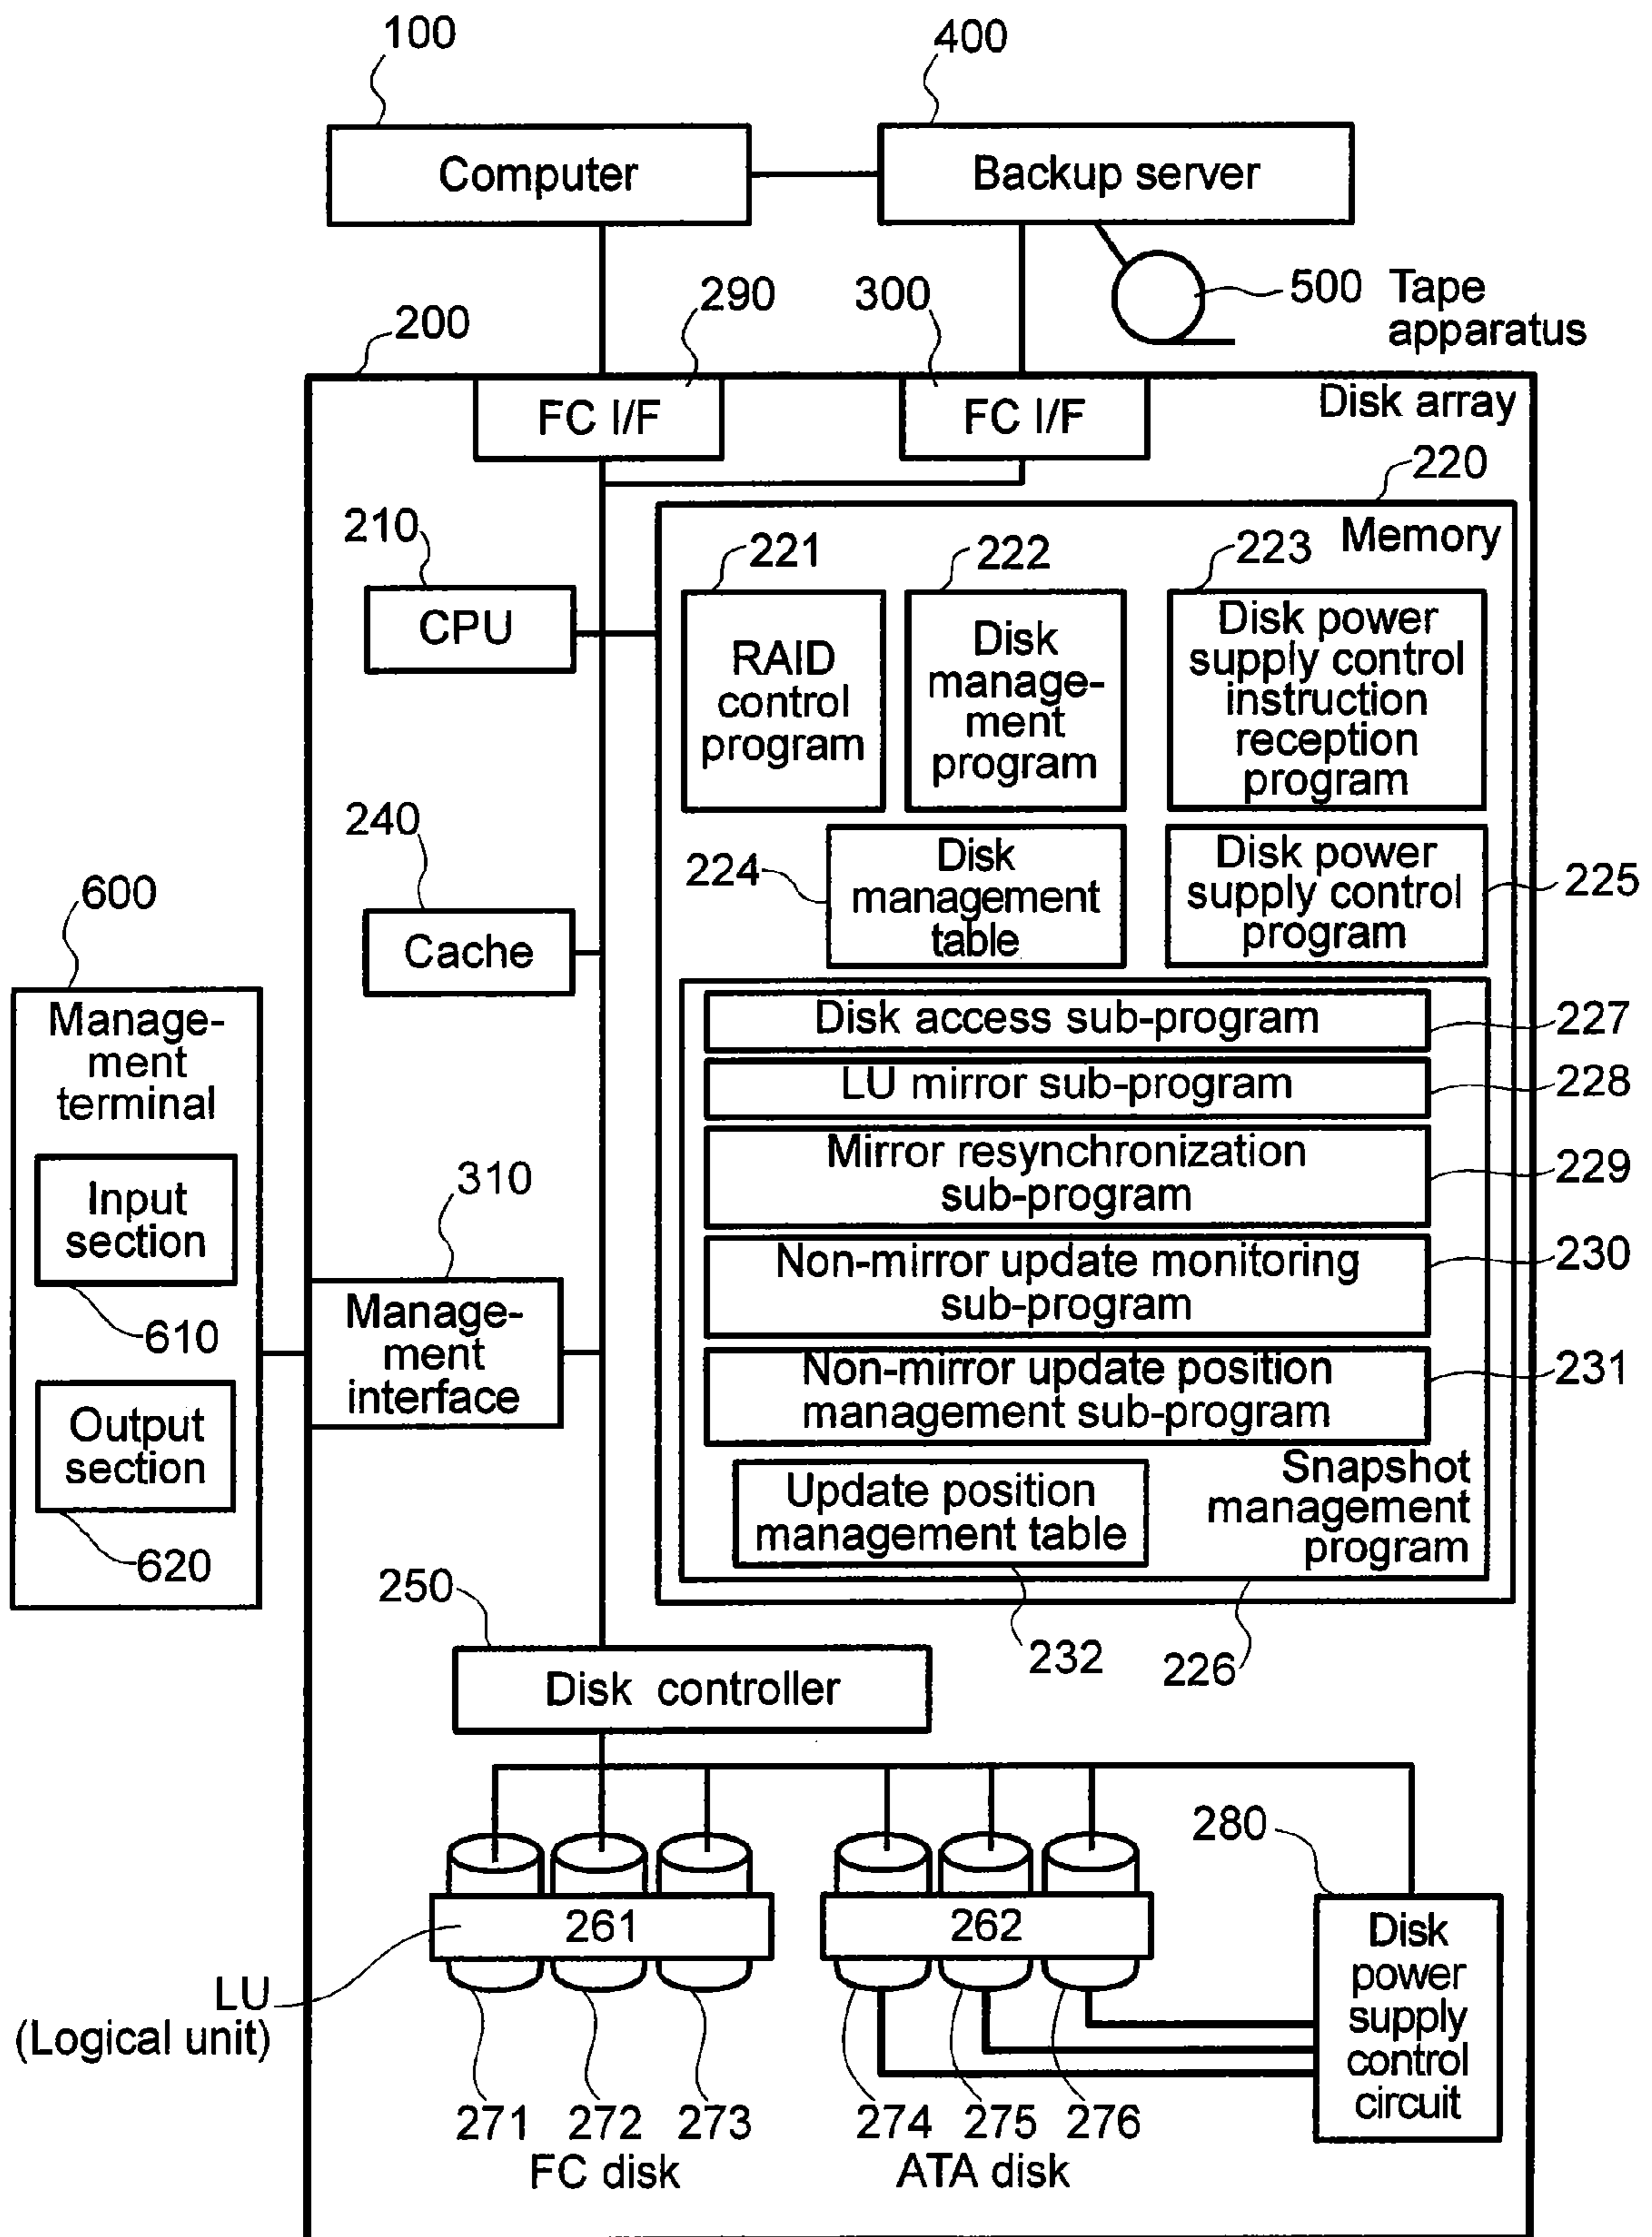 100
400
Computer
Backup server
290
300
500
Tape
apparatus
200
FC I/F
FC I/F
Disk array
220
210
221
222
223
Memory
CPU
RAID
control
program
Disk
manage-
ment
program
Disk power
supply control
instruction
reception
program
240
224
Disk
management
table
Disk power
supply control
program
225
600
Cache
Manage-
ment
terminal
Disk access sub-program
227
LU mirror sub-program
228
Mirror resynchronization
sub-program
229
310
Input
section
610
Non-mirror update monitoring
sub-program
230
Manage-
ment
interface
Non-mirror update position
management sub-program
231
Output
section
620
Update position
management table
Snapshot
management
program
250
232
226
Disk controller
280
261
262
Disk
power
supply
control
circuit
LU
(Logical unit)
271
272
273
274
275
276
FC disk
ATA disk